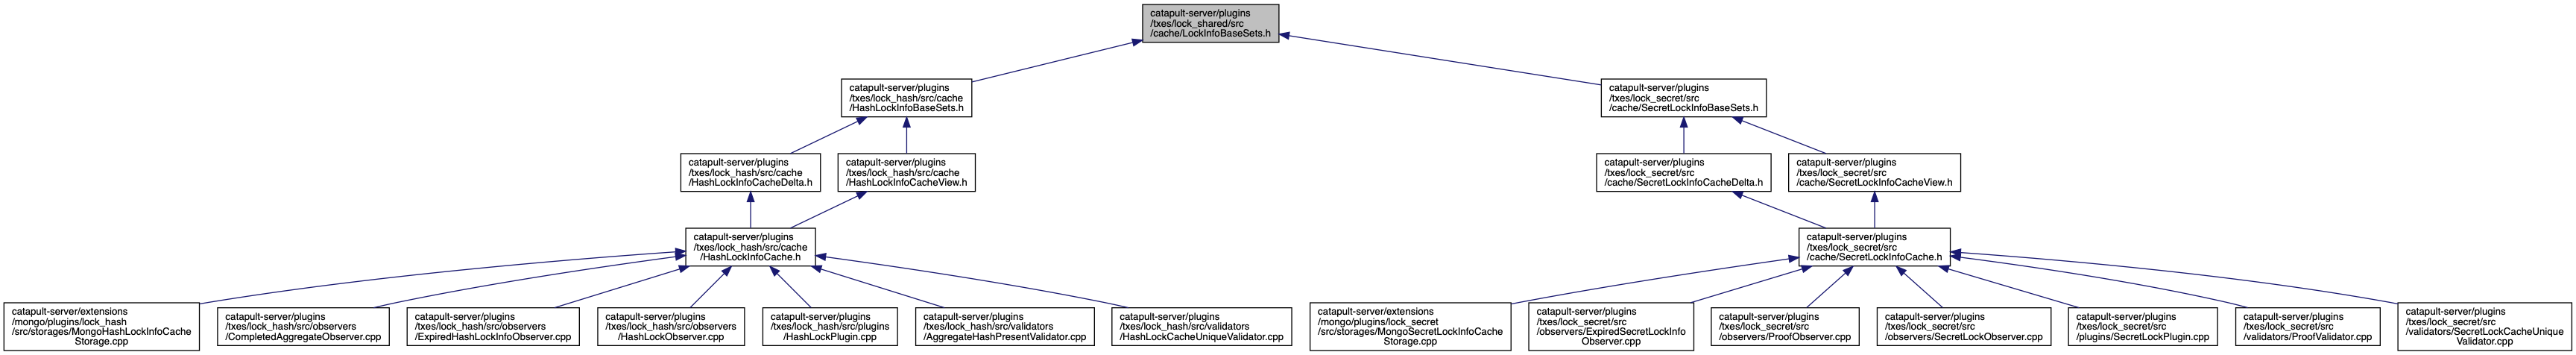 catapult-server/plugins
/txes/lock_shared/src
/cache/LockInfoBaseSets.h
catapult-server/plugins
/txes/lock_hash/src/cache
/HashLockInfoBaseSets.h
catapult-server/plugins
/txes/lock_secret/src
/cache/SecretLockInfoBaseSets.h
catapult-server/plugins
/txes/lock_hash/src/cache
/HashLockInfoCacheDelta.h
catapult-server/plugins
/txes/lock_hash/src/cache
/HashLockInfoCacheView.h
catapult-server/plugins
/txes/lock_secret/src
/cache/SecretLockInfoCacheDelta.h
catapult-server/plugins
/txes/lock_secret/src
/cache/SecretLockInfoCacheView.h
catapult-server/plugins
/txes/lock_hash/src/cache
/HashLockInfoCache.h
catapult-server/plugins
/txes/lock_secret/src
/cache/SecretLockInfoCache.h
catapult-server/extensions
/mongo/plugins/lock_hash
/src/storages/MongoHashLockInfoCache
Storage.cpp
catapult-server/plugins
/txes/lock_hash/src/observers
/CompletedAggregateObserver.cpp
catapult-server/plugins
/txes/lock_hash/src/observers
/ExpiredHashLockInfoObserver.cpp
catapult-server/plugins
/txes/lock_hash/src/observers
/HashLockObserver.cpp
catapult-server/plugins
/txes/lock_hash/src/plugins
/HashLockPlugin.cpp
catapult-server/plugins
/txes/lock_hash/src/validators
/AggregateHashPresentValidator.cpp
catapult-server/plugins
/txes/lock_hash/src/validators
/HashLockCacheUniqueValidator.cpp
catapult-server/extensions
/mongo/plugins/lock_secret
/src/storages/MongoSecretLockInfoCache
Storage.cpp
catapult-server/plugins
/txes/lock_secret/src
/observers/ExpiredSecretLockInfo
Observer.cpp
catapult-server/plugins
/txes/lock_secret/src
/observers/ProofObserver.cpp
catapult-server/plugins
/txes/lock_secret/src
/observers/SecretLockObserver.cpp
catapult-server/plugins
/txes/lock_secret/src
/plugins/SecretLockPlugin.cpp
catapult-server/plugins
/txes/lock_secret/src
/validators/ProofValidator.cpp
catapult-server/plugins
/txes/lock_secret/src
/validators/SecretLockCacheUnique
Validator.cpp